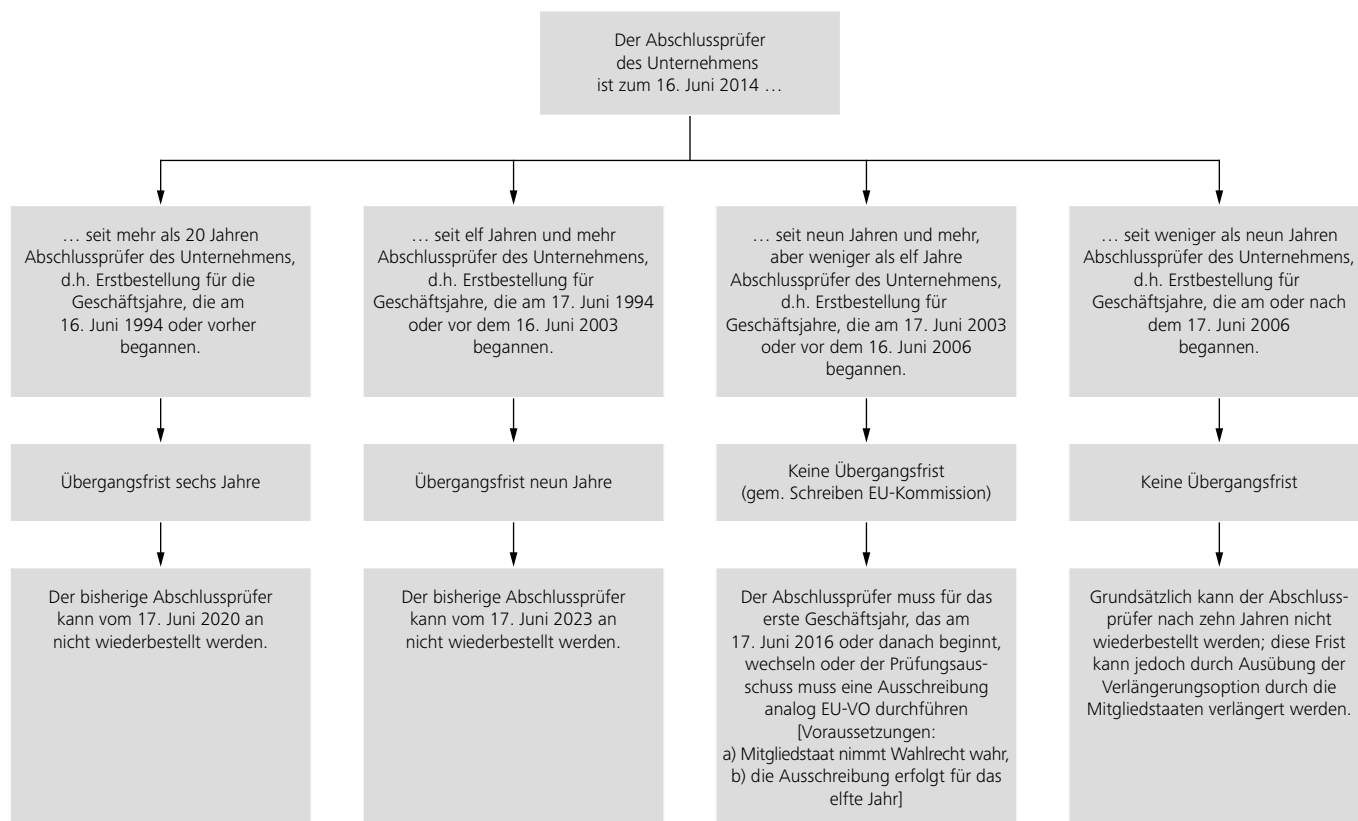 Der Abschlussprüfer
des Unternehmens
ist zum 16. Juni 2014 …
… seit mehr als 20 Jahren
Abschlussprüfer des Unternehmens,
d.h. Erstbestellung für die
Geschäftsjahre, die am
16. Juni 1994 oder vorher
begannen.
… seit elf Jahren und mehr
Abschlussprüfer des Unternehmens,
d.h. Erstbestellung für
Geschäftsjahre, die am 17. Juni 1994
oder vor dem 16. Juni 2003
begannen.
… seit neun Jahren und mehr,
aber weniger als elf Jahre
Abschlussprüfer des Unternehmens,
d.h. Erstbestellung für
Geschäftsjahre, die am 17. Juni 2003
oder vor dem 16. Juni 2006
begannen.
… seit weniger als neun Jahren
Abschlussprüfer des Unternehmens,
d.h. Erstbestellung für
Geschäftsjahre, die am oder nach
dem 17. Juni 2006
begannen.
Übergangsfrist sechs Jahre
Übergangsfrist neun Jahre
Keine Übergangsfrist
(gem. Schreiben EU-Kommission)
Keine Übergangsfrist
Der bisherige Abschlussprüfer
kann vom 17. Juni 2020 an
nicht wiederbestellt werden.
Der bisherige Abschlussprüfer
kann vom 17. Juni 2023 an
nicht wiederbestellt werden.
Der Abschlussprüfer muss für das
erste Geschäftsjahr, das am
17. Juni 2016 oder danach beginnt,
wechseln oder der Prüfungsaus-
schuss muss eine Ausschreibung
analog EU-VO durchführen
[Voraussetzungen:
a) Mitgliedstaat nimmt Wahlrecht wahr,
b) die Ausschreibung erfolgt für das
elfte Jahr]
Grundsätzlich kann der Abschluss-
prüfer nach zehn Jahren nicht
wiederbestellt werden; diese Frist
kann jedoch durch Ausübung der
Verlängerungsoption durch die
Mitgliedstaaten verlängert werden.